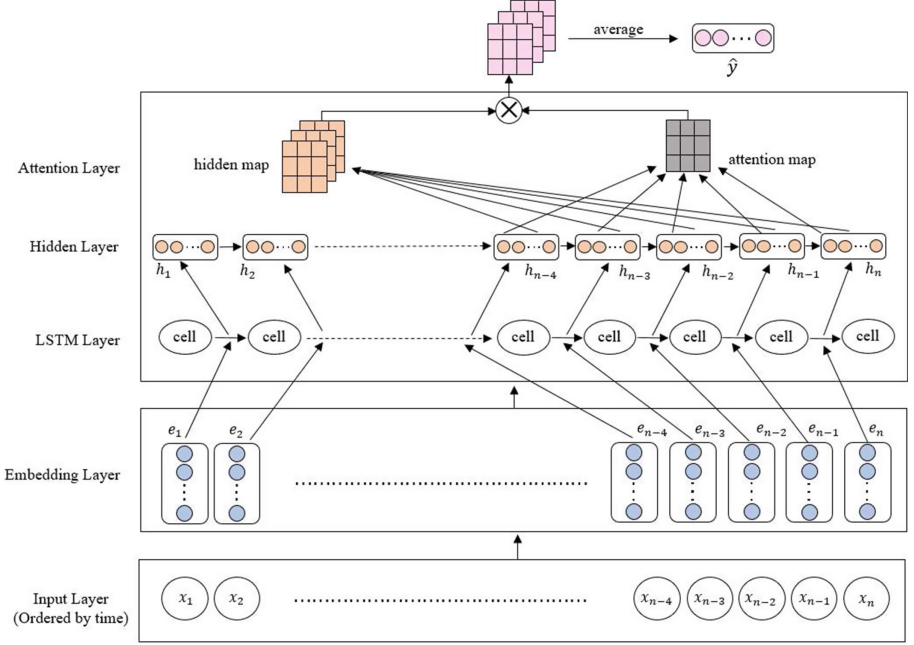 average
ŷ
Attention Layer
hidden map
attention map
Hidden Layer
h₁ h₂ hₙ₋₄ hₙ₋₃ hₙ₋₂ hₙ₋₁ hₙ
LSTM Layer
cell cell cell cell cell cell cell
e₁ e₂ eₙ₋₄ eₙ₋₃ eₙ₋₂ eₙ₋₁ eₙ
Embedding Layer
Input Layer
(Ordered by time)
x₁ x₂ xₙ₋₄ xₙ₋₃ xₙ₋₂ xₙ₋₁ xₙ